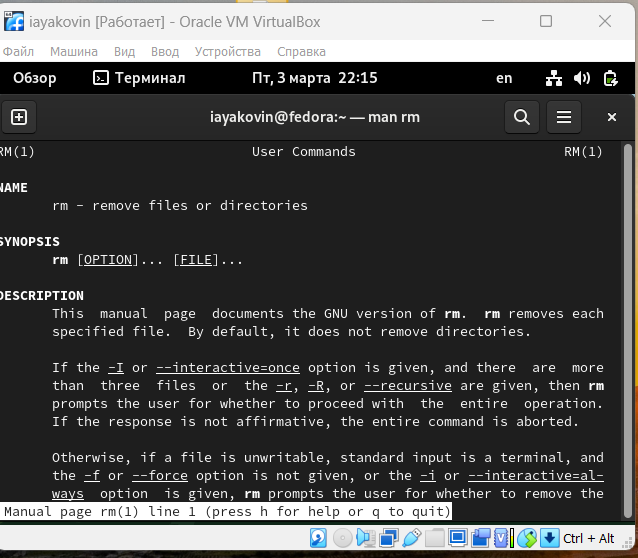 iayakovin [Работает] - Oracle VM VirtualBox
Файл Машина Вид Ввод Устройства Справка
Обзор Терминал Пт, 3 марта 22:15 en
iayakovin@fedora:~ — man rm
RM(1) User Commands RM(1)
NAME
rm - remove files or directories
SYNOPSIS
rm [OPTION]... [FILE]...
DESCRIPTION
This manual page documents the GNU version of rm. rm removes each
specified file. By default, it does not remove directories.
If the -I or --interactive=once option is given, and there are more
than three files or the -r, -R, or --recursive are given, then rm
prompts the user for whether to proceed with the entire operation.
If the response is not affirmative, the entire command is aborted.
Otherwise, if a file is unwritable, standard input is a terminal, and
the -f or --force option is not given, or the -i or --interactive=al-
ways option is given, rm prompts the user for whether to remove the
Manual page rm(1) line 1 (press h for help or q to quit)
Ctrl + Alt